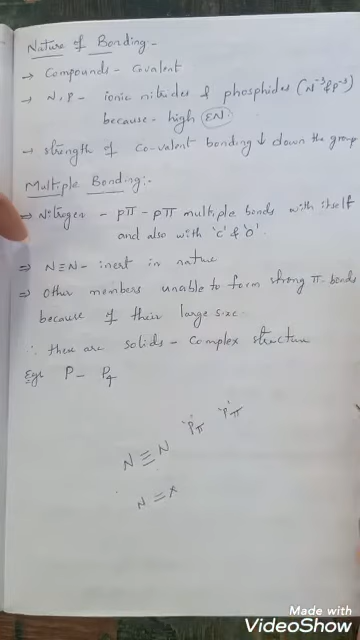 Nature of Bonding:-
→ Compounds - Covalent
→ N, P - ionic nitrides & phosphides (N⁻³ & P⁻³)
because - high EN.
→ strength of co-valent bonding ↓ down the group
Multiple Bonding:-
⇒ Nitrogen - pπ - pπ multiple bonds with itself
and also with 'c' & 'o'.
⇒ N≡N - inert in nature
⇒ Other members unable to form strong π-bonds
because of their large size.
∴ these are solids - complex structure
Eg: P - P₄
N≡N 'Pπ' 'Pπ'
N = x
Made with
VideoShow